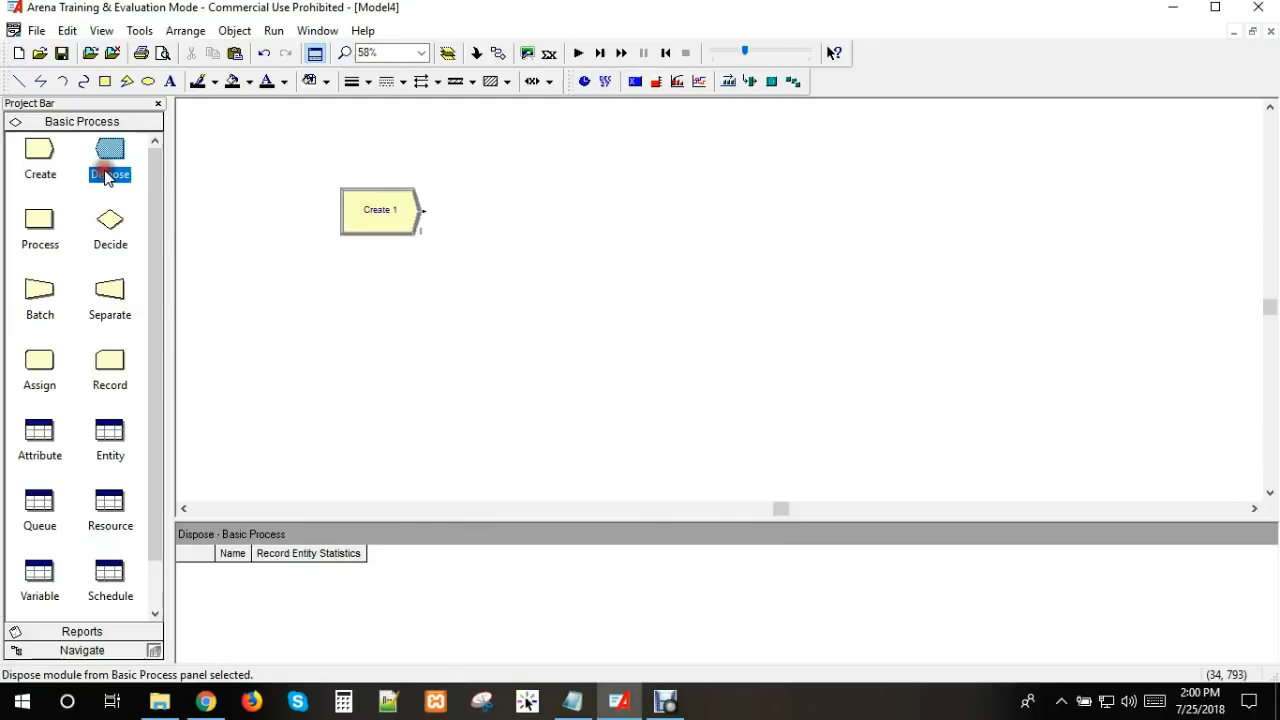 Arena Training & Evaluation Mode - Commercial Use Prohibited - [Model4]
File Edit View Tools Arrange Object Run Window Help
58%
Project Bar
Basic Process
Create Dispose
Process Decide
Batch Separate
Assign Record
Attribute Entity
Queue Resource
Variable Schedule
Reports
Navigate
Create 1
Dispose - Basic Process
Name Record Entity Statistics
Dispose module from Basic Process panel selected.
(34, 793)
2:00 PM
7/25/2018